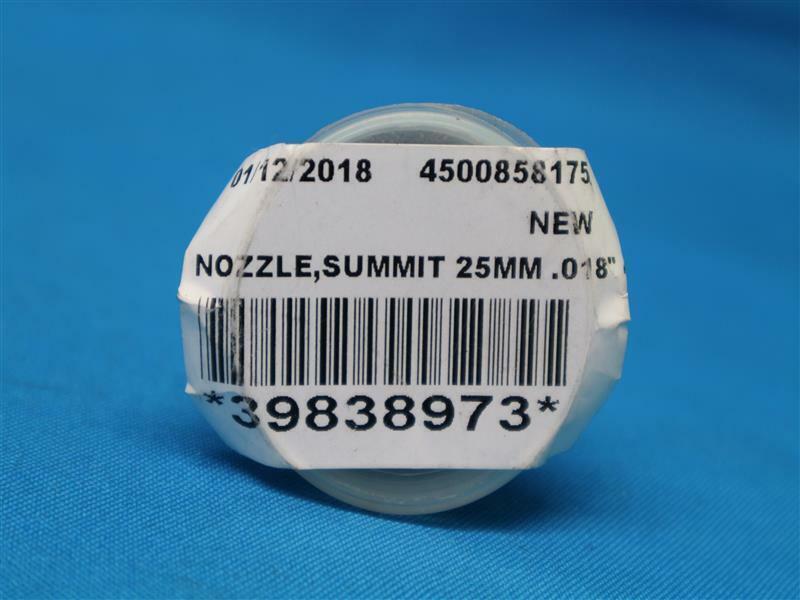 01/12/2018 4500858175
NEW
NOZZLE,SUMMIT 25MM .018"
*39838973*